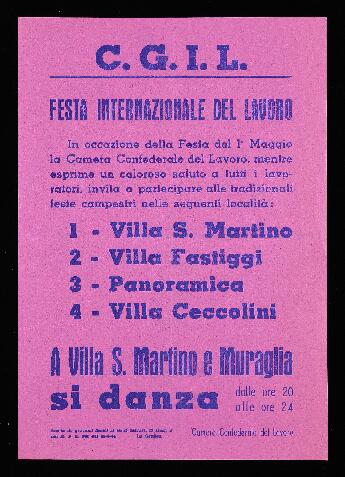 C. G. I. L.
FESTA INTERNAZIONALE DEL LAVORO
In occazione della Festa del 1° Maggio
la Camera Confederale del Lavoro, mentre
esprime un caloroso saluto a tutti i lavo-
ratori, invita a partecipare alle tradizionali
feste campestri nelle seguenti località:
1 - Villa S. Martino
2 - Villa Fastiggi
3 - Panoramica
4 - Villa Ceccolini
A Villa S. Martino e Muraglia
si danza dalle ore 20
alle ore 24
Camera Confederale del Lavoro